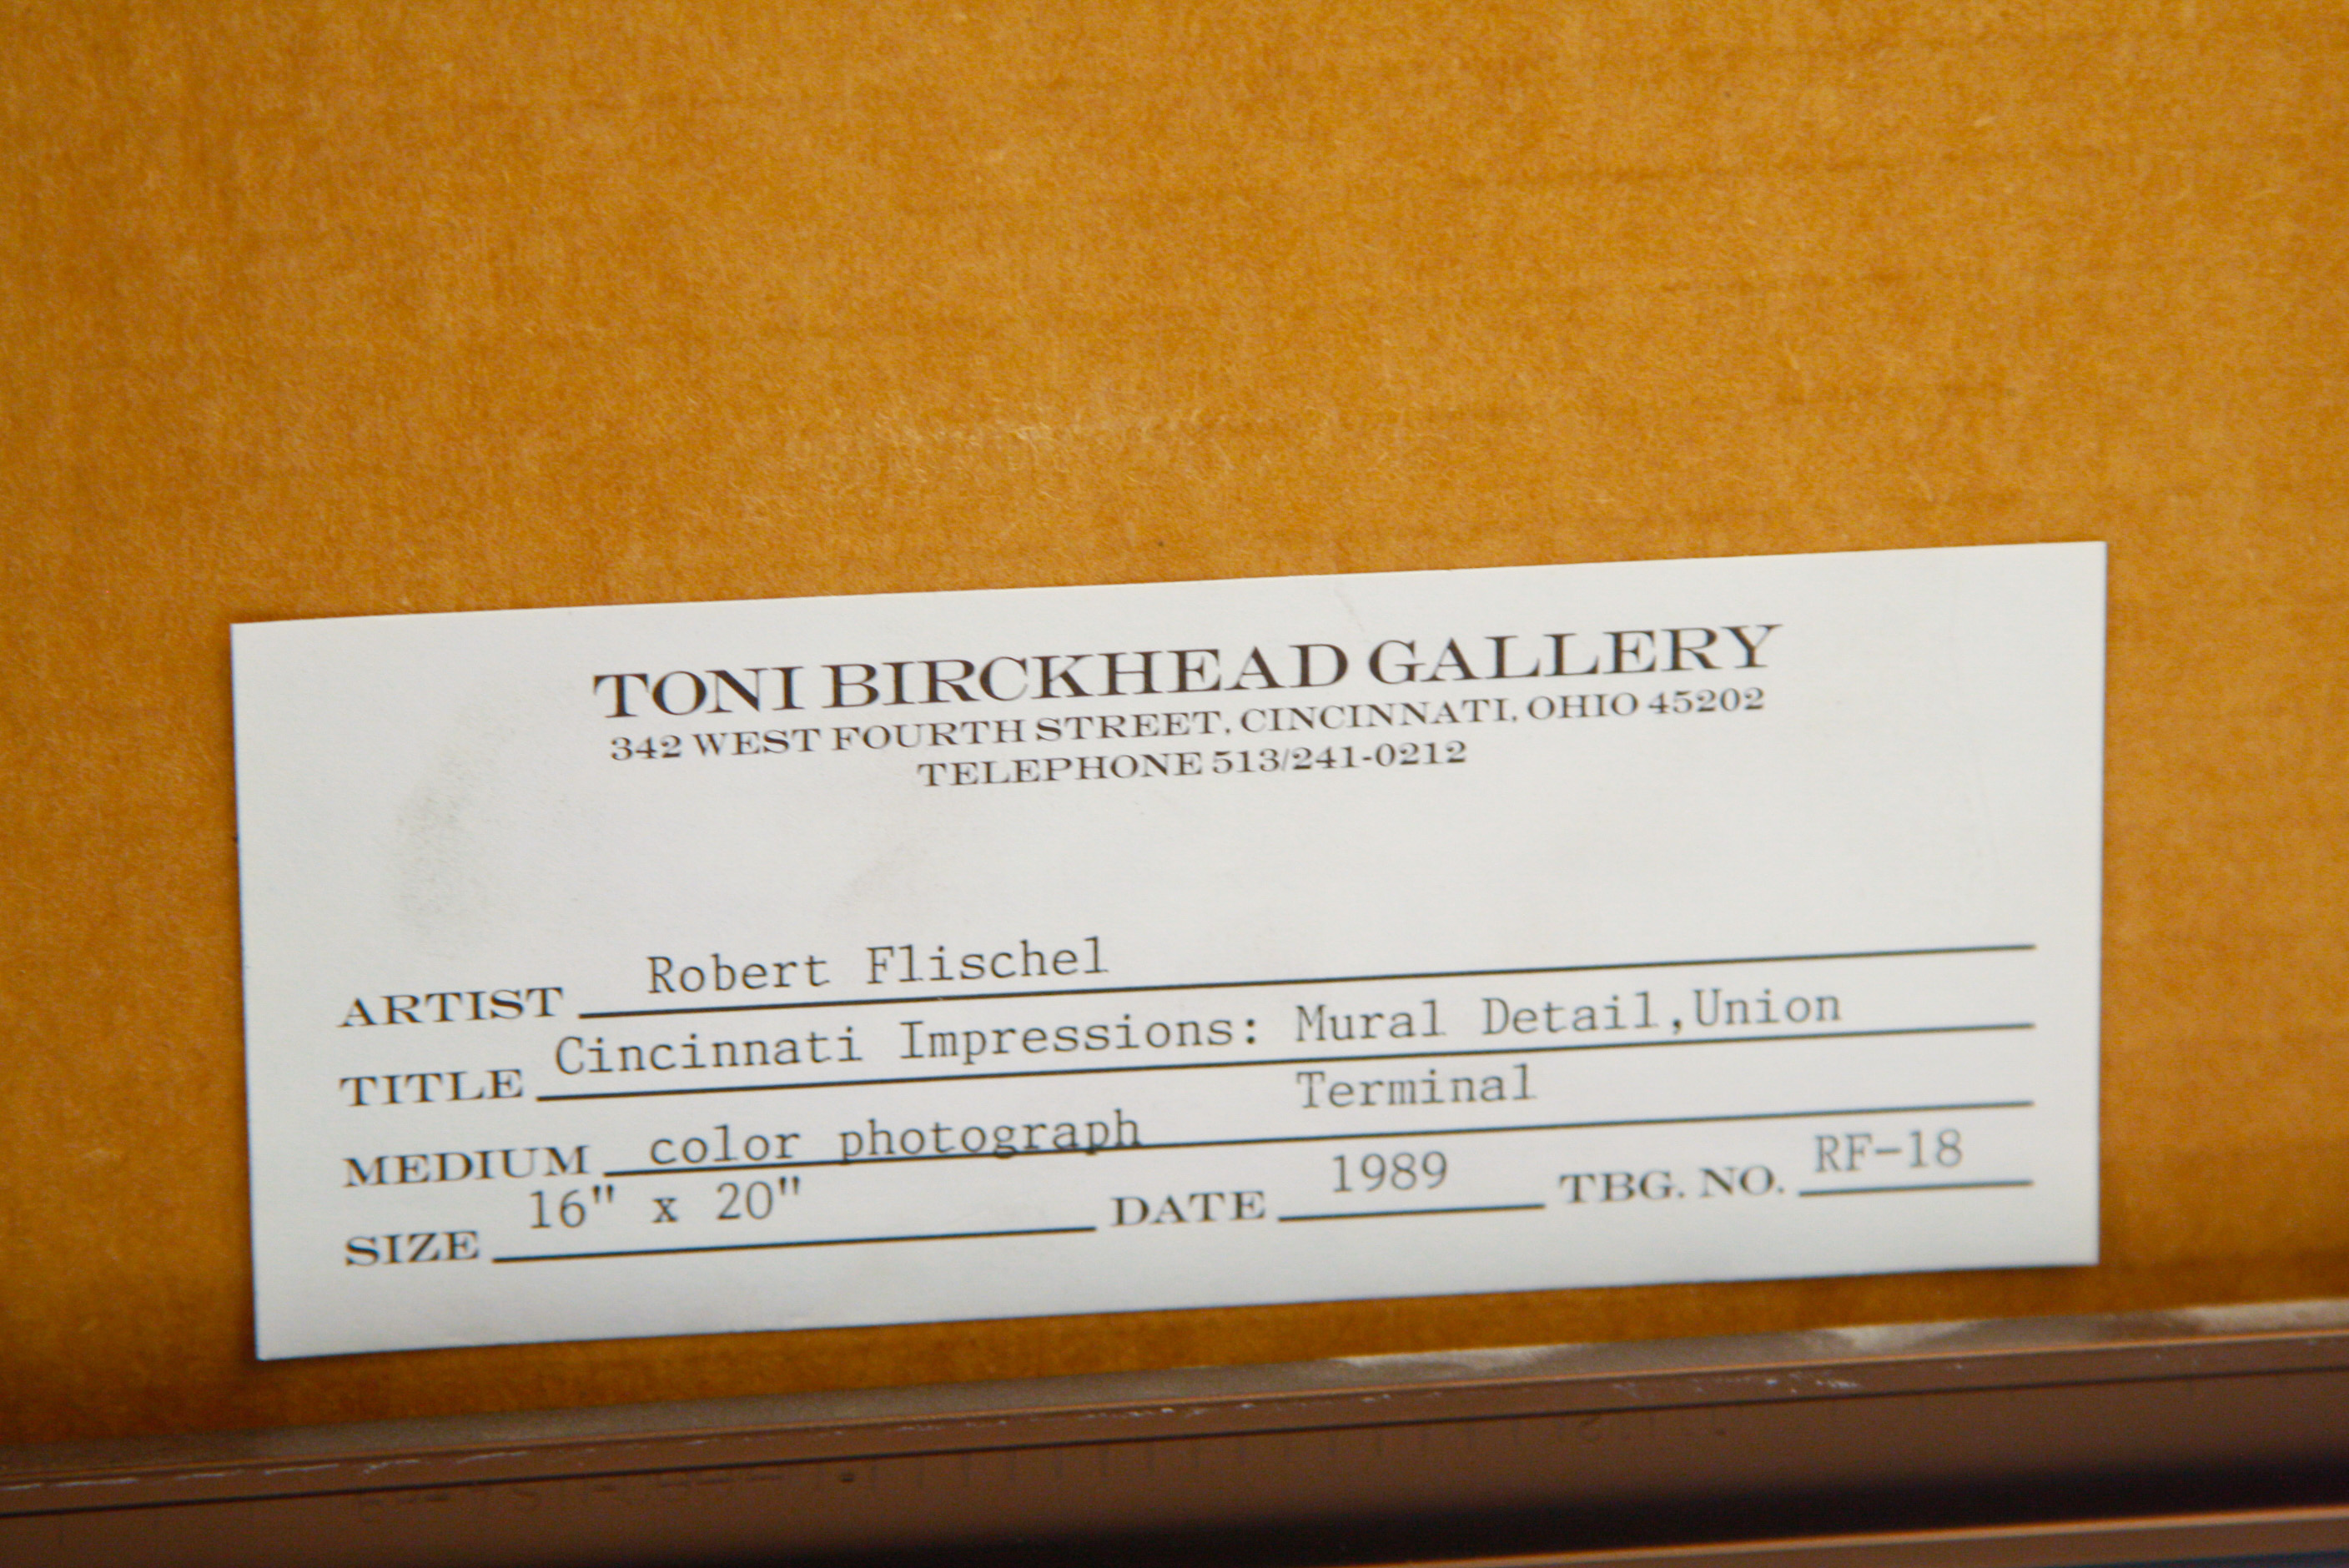 TONI BIRCKHEAD GALLERY
342 WEST FOURTH STREET, CINCINNATI, OHIO 45202
TELEPHONE 513/241-0212
ARTIST Robert Flischel
TITLE Cincinnati Impressions: Mural Detail,Union
Terminal
MEDIUM color photograph
SIZE 16" x 20" DATE 1989 TBG. NO. RF-18